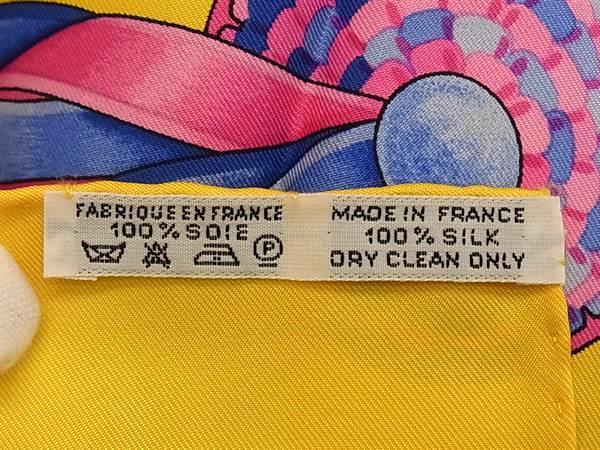 FABRIQUE EN FRANCE
100% SOIE
P
MADE IN FRANCE
100% SILK
DRY CLEAN ONLY